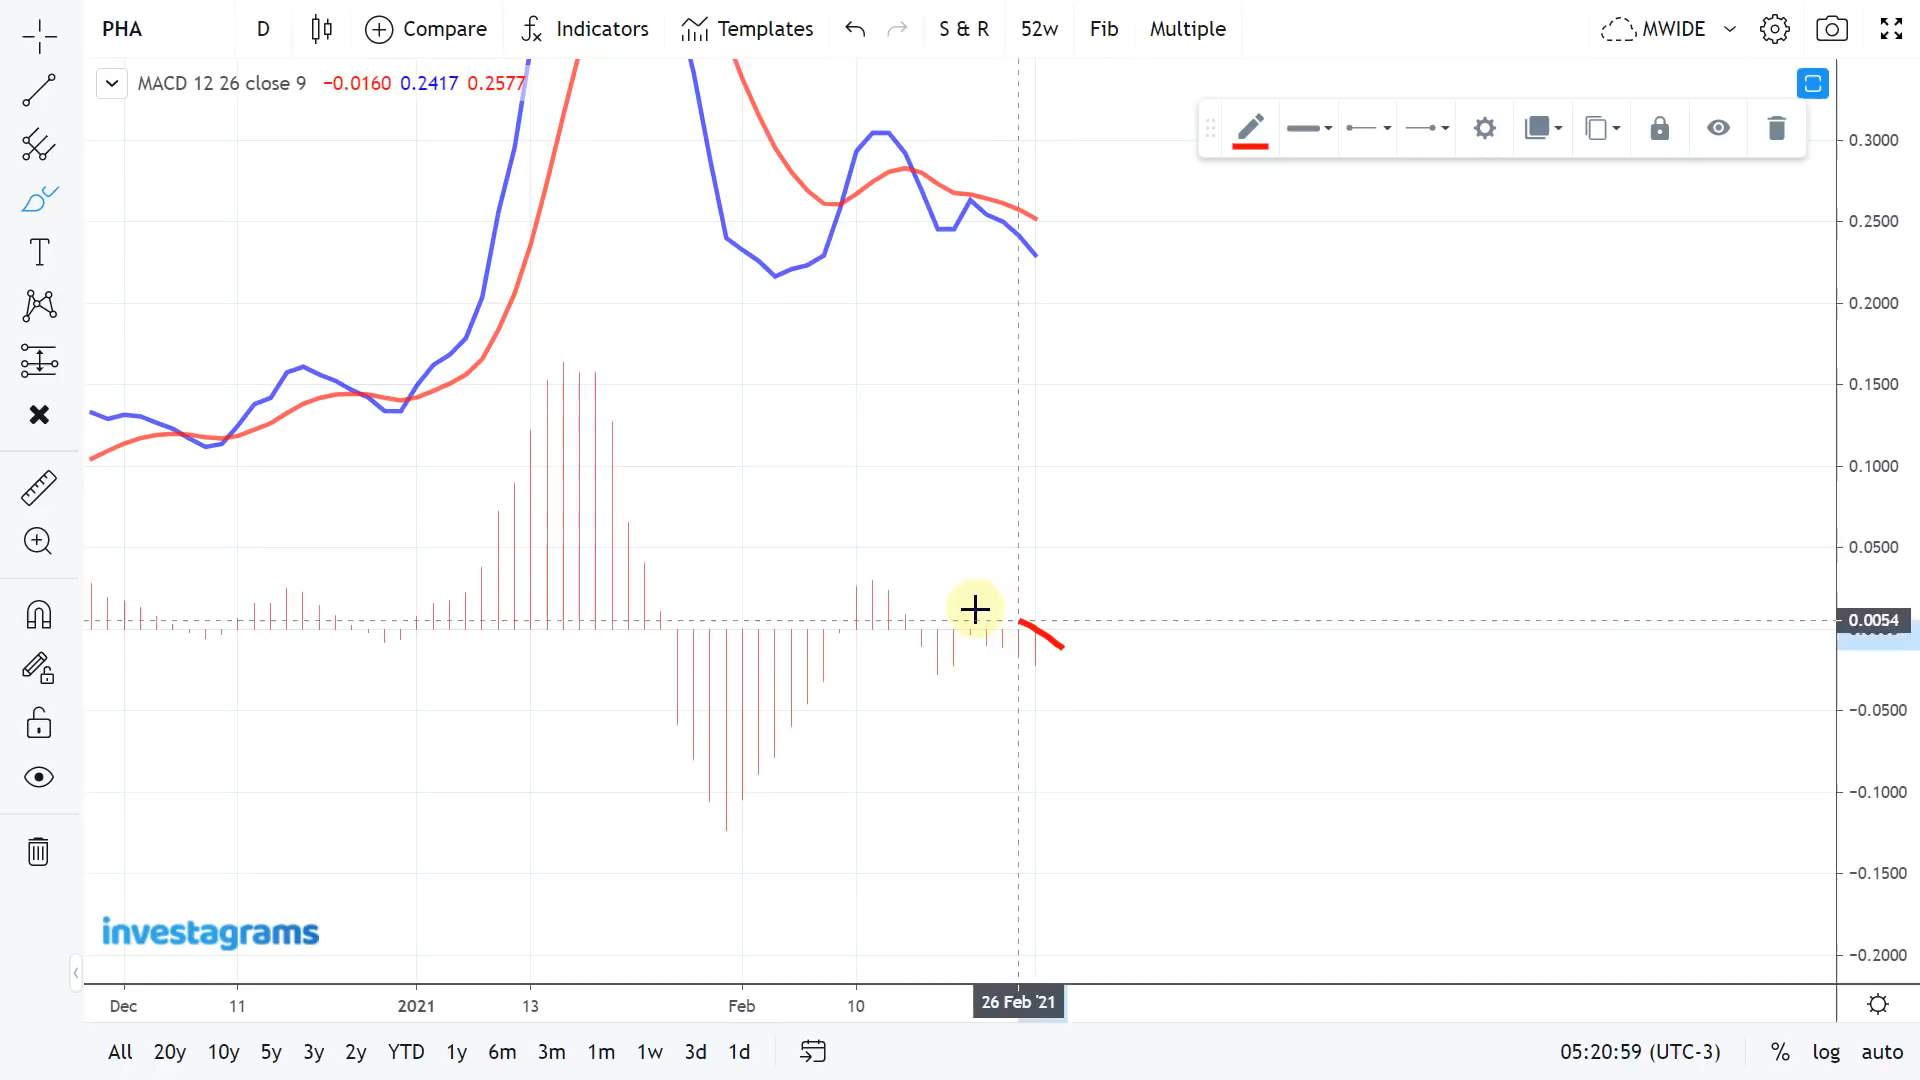 PHA D Compare Indicators Templates S & R 52w Fib Multiple MWIDE
MACD 12 26 close 9 −0.0160 0.2417 0.2577
0.3000
0.2500
0.2000
0.1500
0.1000
0.0500
0.0054
−0.0500
−0.1000
−0.1500
−0.2000
investagrams
Dec 11 2021 13 Feb 10 26 Feb '21
All 20y 10y 5y 3y 2y YTD 1y 6m 3m 1m 1w 3d 1d 05:20:59 (UTC-3) % log auto